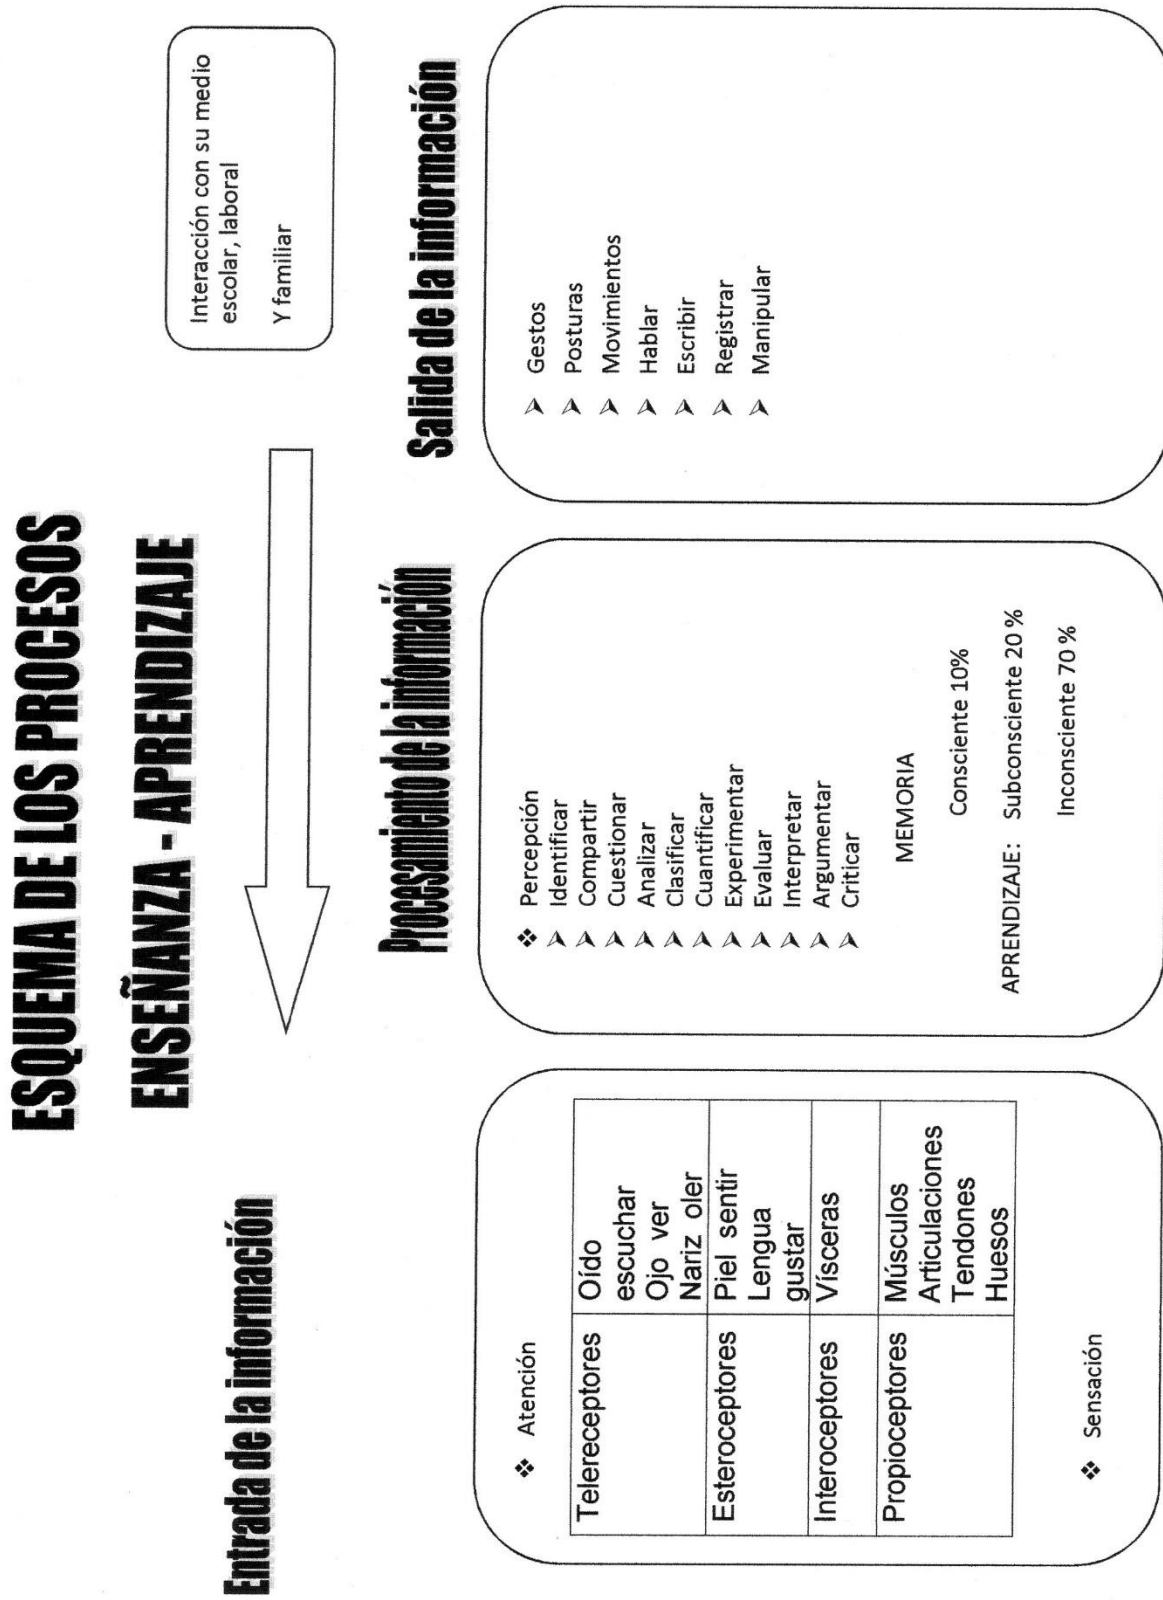 ESQUEMA DE LOS PROCESOS
ENSEÑANZA - APRENDIZAJE
Interacción con su medio
escolar, laboral
Y familiar
Entrada de la información
❖ Atención
Telereceptores
Oído
escuchar
Ojo ver
Nariz oler
Esteroceptores
Piel sentir
Lengua
gustar
Interoceptores
Vísceras
Propioceptores
Músculos
Articulaciones
Tendones
Huesos
❖ Sensación
Procesamiento de la información
❖ Percepción
➢ Identificar
➢ Compartir
➢ Cuestionar
➢ Analizar
➢ Clasificar
➢ Cuantificar
➢ Experimentar
➢ Evaluar
➢ Interpretar
➢ Argumentar
➢ Criticar
MEMORIA
Consciente 10%
APRENDIZAJE: Subconsciente 20 %
Inconsciente 70 %
Salida de la información
➢ Gestos
➢ Posturas
➢ Movimientos
➢ Hablar
➢ Escribir
➢ Registrar
➢ Manipular